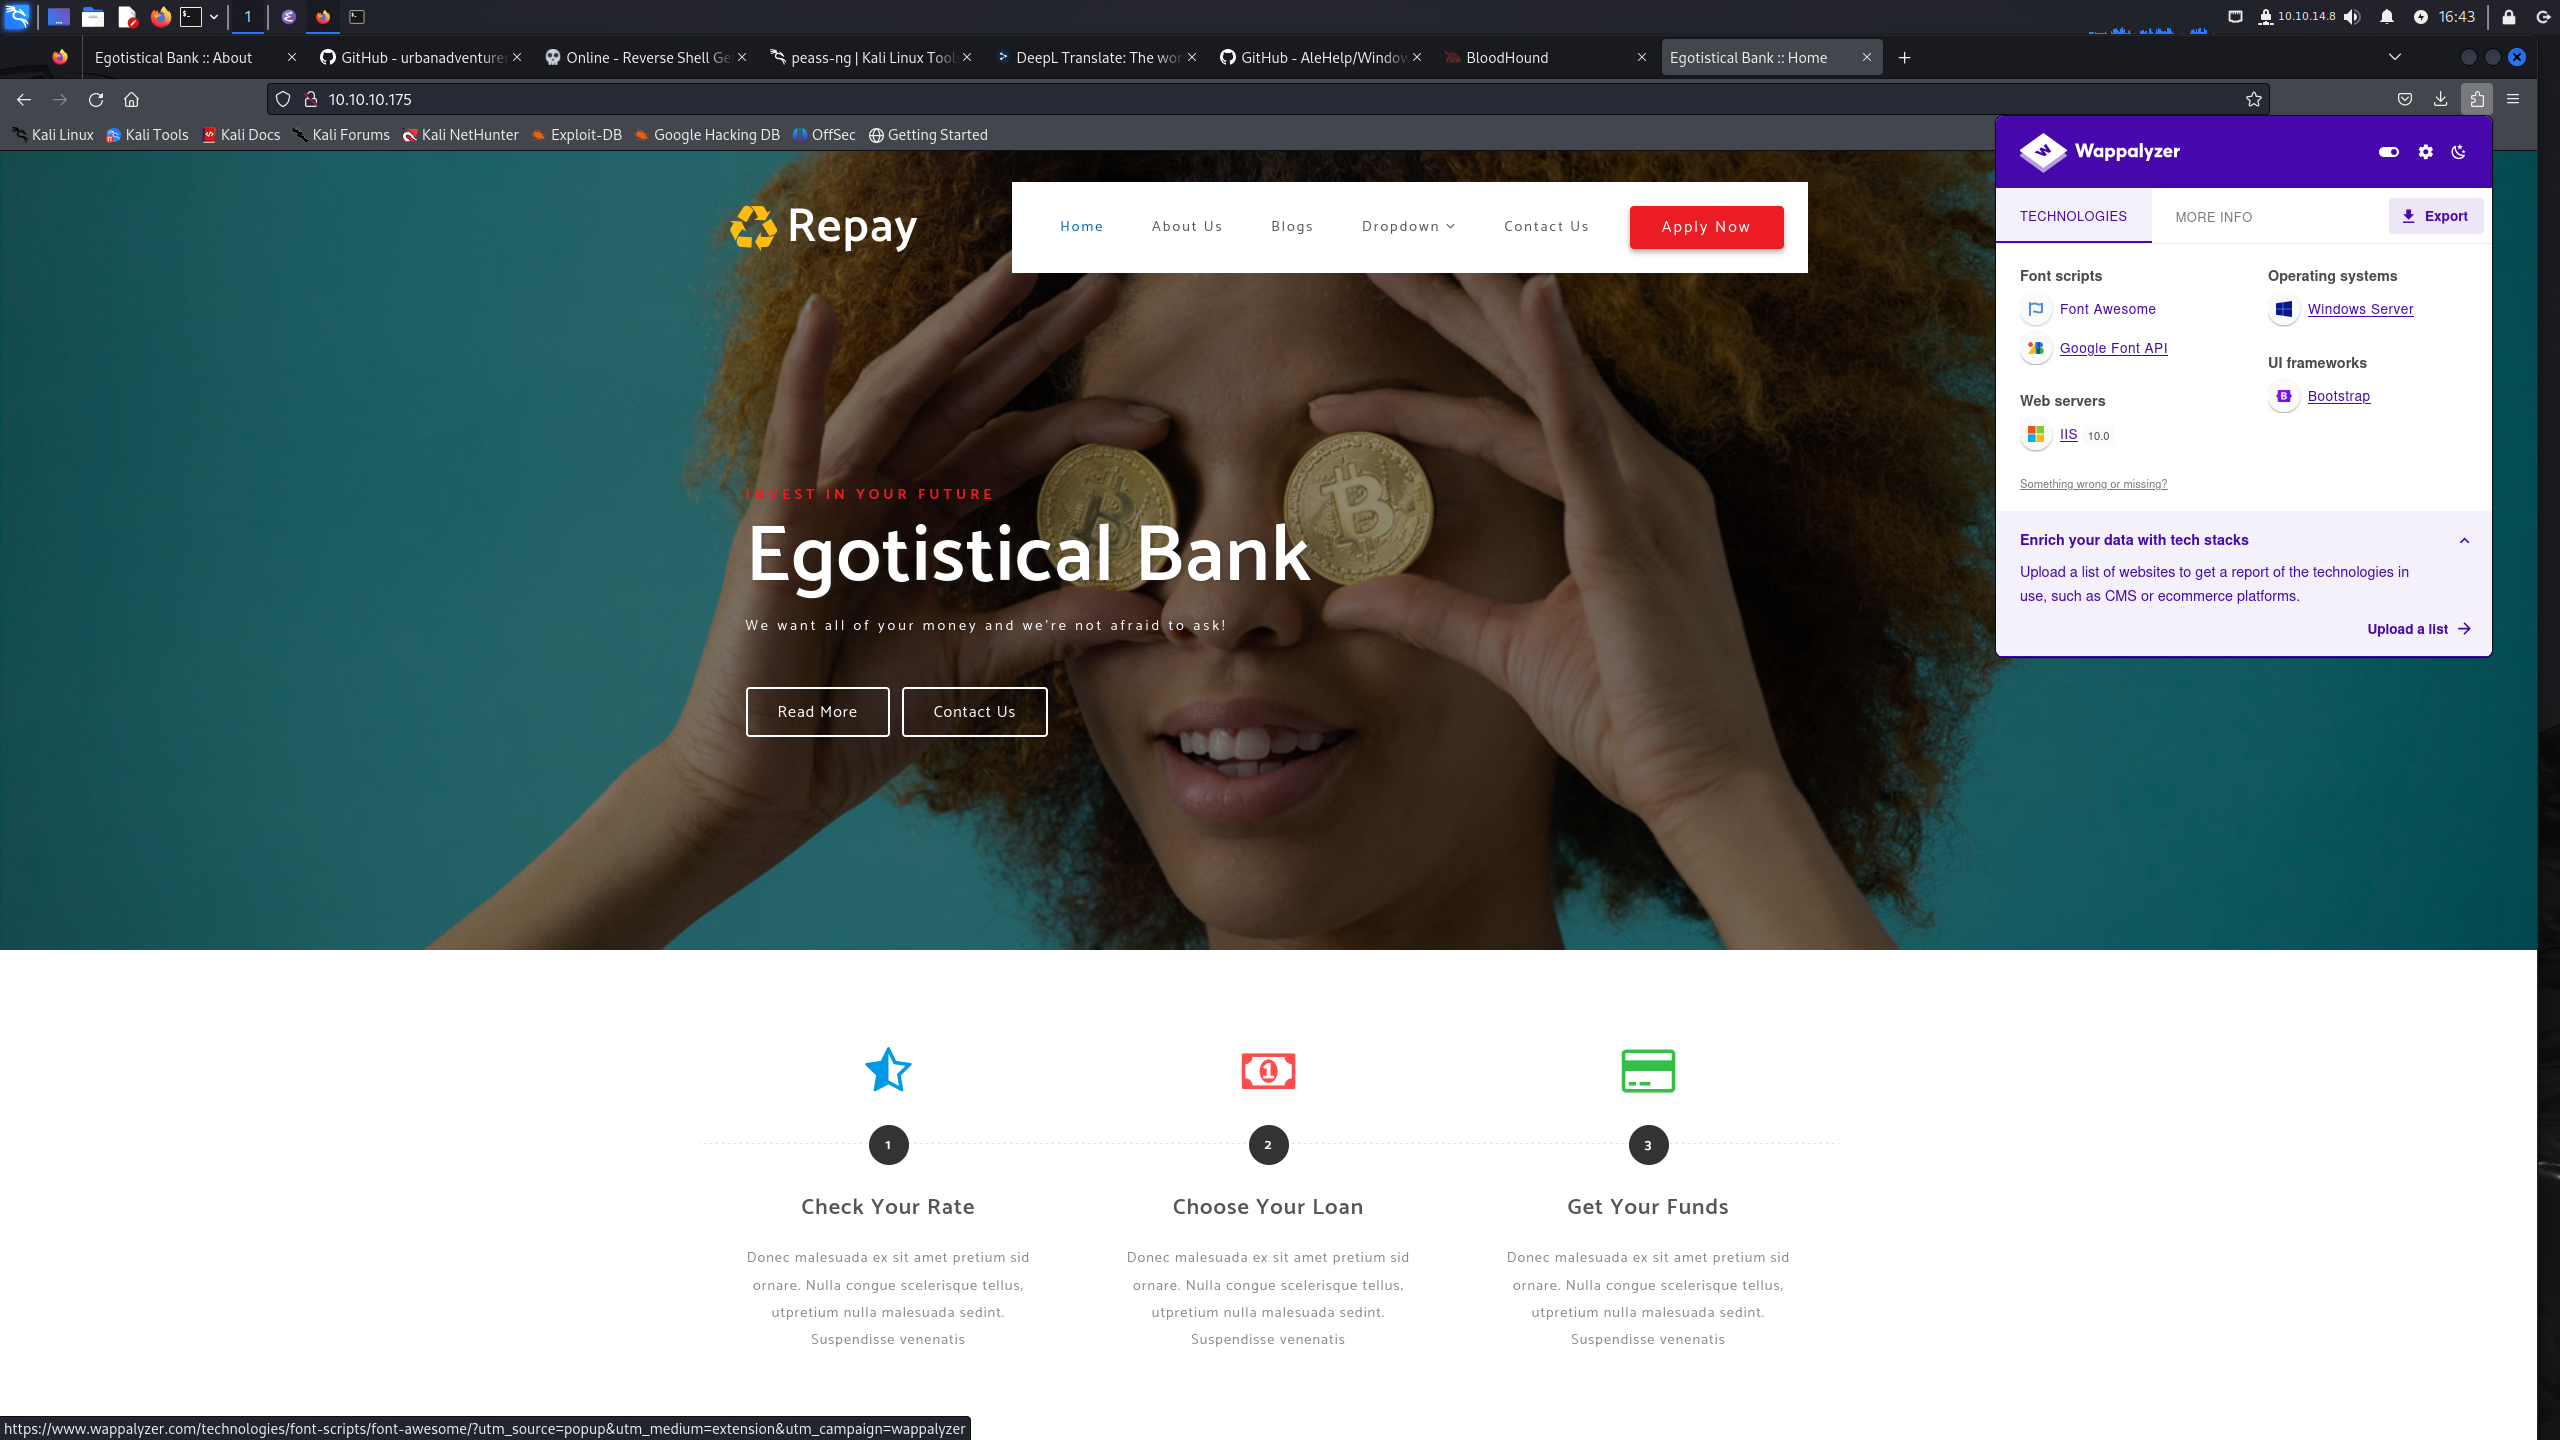 1
10.10.14.8
16:43
Egotistical Bank :: About
GitHub - urbanadventurer
Online - Reverse Shell Ge
peass-ng | Kali Linux Tool
DeepL Translate: The wor
GitHub - AleHelp/Window
BloodHound
Egotistical Bank :: Home
10.10.10.175
Kali Linux
Kali Tools
Kali Docs
Kali Forums
Kali NetHunter
Exploit-DB
Google Hacking DB
OffSec
Getting Started
Repay
Home
About Us
Blogs
Dropdown
Contact Us
Apply Now
INVEST IN YOUR FUTURE
Egotistical Bank
We want all of your money and we're not afraid to ask!
Read More
Contact Us
Wappalyzer
TECHNOLOGIES
MORE INFO
Export
Font scripts
Font Awesome
Google Font API
Web servers
IIS 10.0
Operating systems
Windows Server
UI frameworks
Bootstrap
Something wrong or missing?
Enrich your data with tech stacks
Upload a list of websites to get a report of the technologies in
use, such as CMS or ecommerce platforms.
Upload a list
1
Check Your Rate
Donec malesuada ex sit amet pretium sid
ornare. Nulla congue scelerisque tellus,
utpretium nulla malesuada sedint.
Suspendisse venenatis
2
Choose Your Loan
Donec malesuada ex sit amet pretium sid
ornare. Nulla congue scelerisque tellus,
utpretium nulla malesuada sedint.
Suspendisse venenatis
3
Get Your Funds
Donec malesuada ex sit amet pretium sid
ornare. Nulla congue scelerisque tellus,
utpretium nulla malesuada sedint.
Suspendisse venenatis
https://www.wappalyzer.com/technologies/font-scripts/font-awesome/?utm_source=popup&utm_medium=extension&utm_campaign=wappalyzer